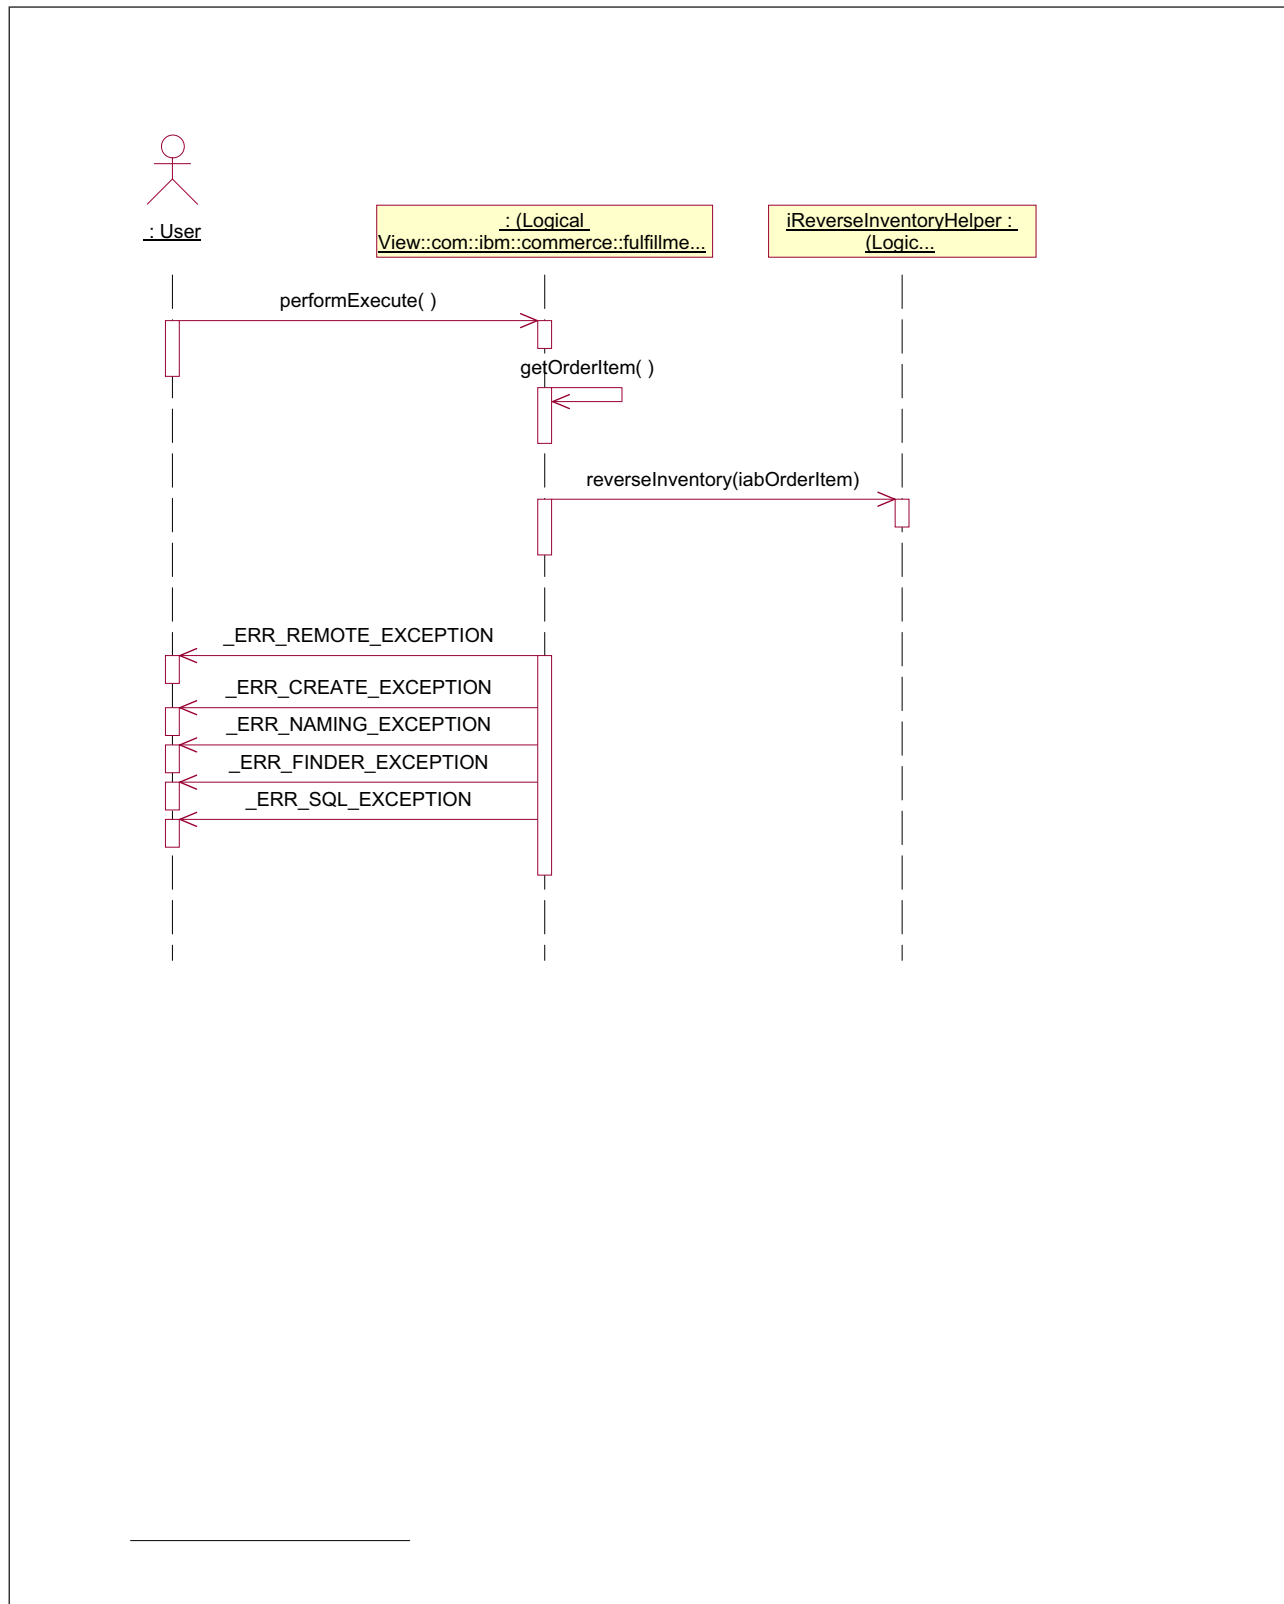 : User
: (Logical
View::com::ibm::commerce::fulfillme...
iReverseInventoryHelper :
(Logic...
performExecute( )
getOrderItem( )
reverseInventory(iabOrderItem)
_ERR_REMOTE_EXCEPTION
_ERR_CREATE_EXCEPTION
_ERR_NAMING_EXCEPTION
_ERR_FINDER_EXCEPTION
_ERR_SQL_EXCEPTION